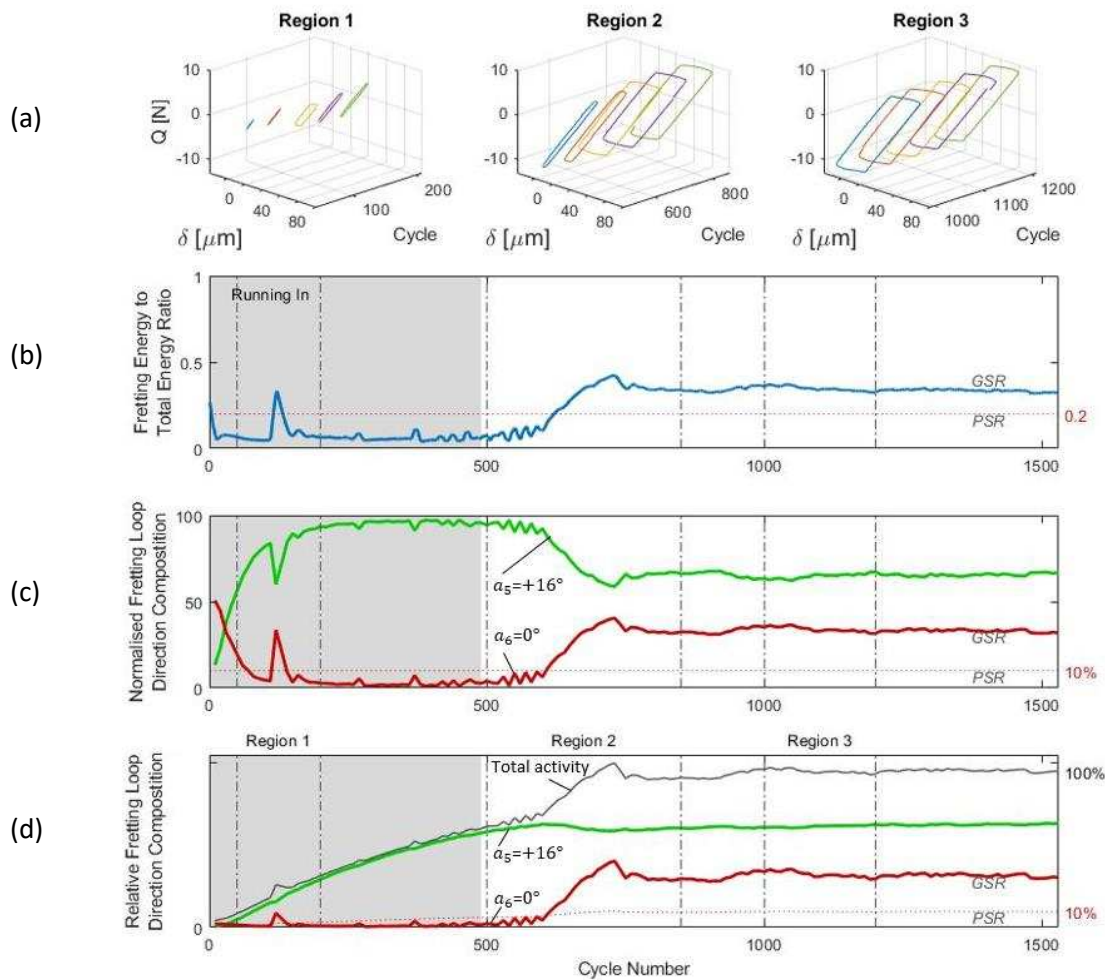 Region 1
Region 2
Region 3
(a)
Q [N]
10
0
-10
0
40
80
100
200
δ [μm]
Cycle
10
0
-10
0
40
80
600
800
δ [μm]
Cycle
10
0
-10
0
40
80
1000
1100
1200
δ [μm]
Cycle
(b)
Fretting Energy to
Total Energy Ratio
1
0.5
0
Running In
GSR
PSR
0.2
0
500
1000
1500
(c)
Normalised Fretting Loop
Direction Compostition
100
50
0
a₅=+16°
a₆=0°
GSR
PSR
10%
0
500
1000
1500
Region 1
Region 2
Region 3
(d)
Relative Fretting Loop
Direction Compostition
0
Total activity
100%
a₅=+16°
a₆=0°
GSR
PSR
10%
0
500
1000
1500
Cycle Number